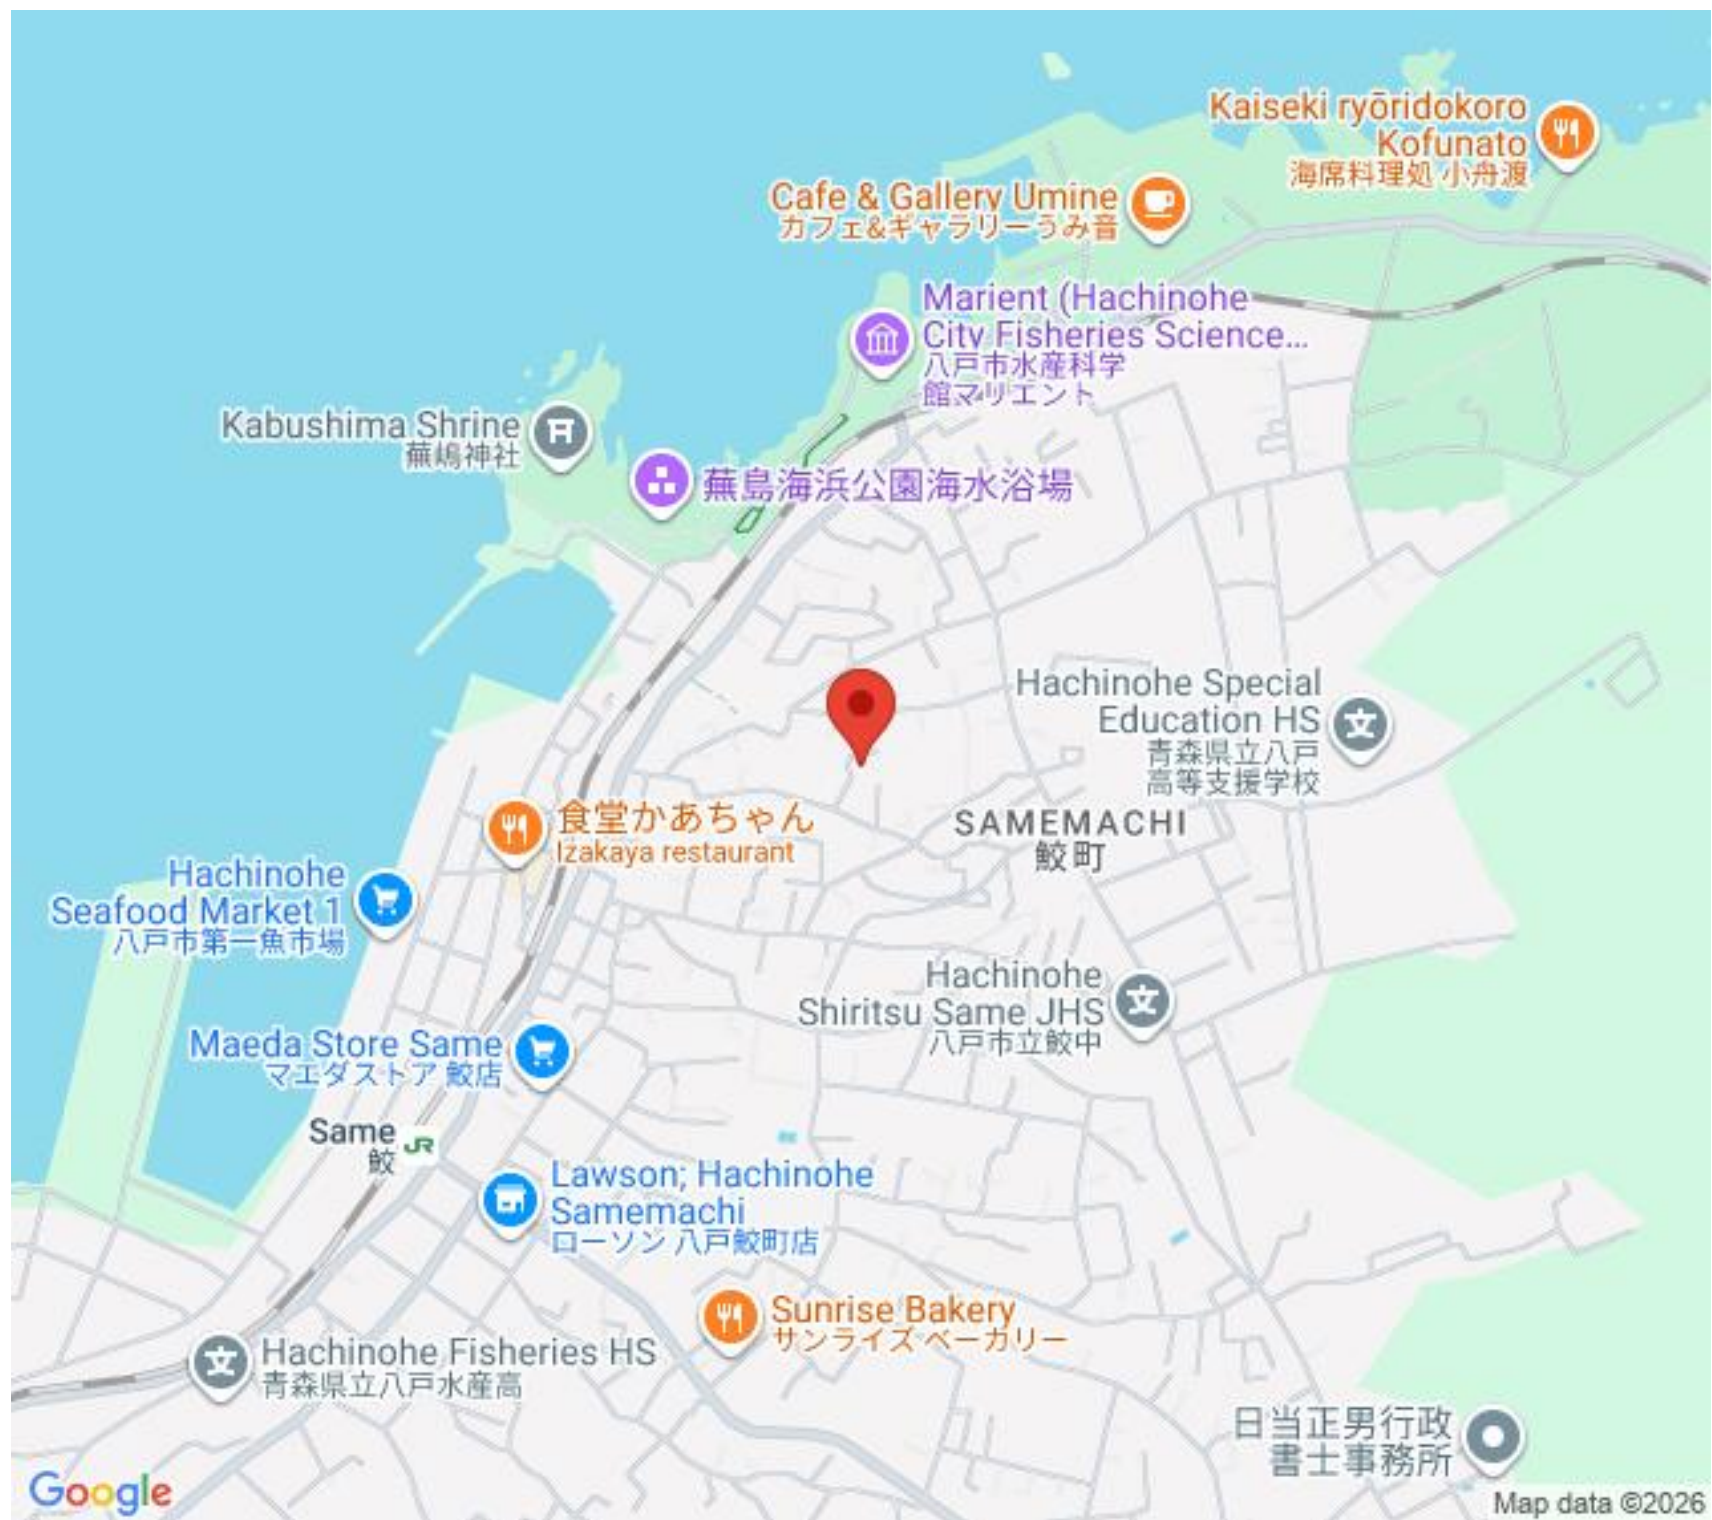 Kaiseki ryōridokoro
Kofunato
海席料理処 小舟渡
Cafe & Gallery Umine
カフェ&ギャラリーうみ音
Marient (Hachinohe
City Fisheries Science...
八戸市水産科学
館マリエント
Kabushima Shrine
蕪嶋神社
蕪島海浜公園海水浴場
Hachinohe Special
Education HS
青森県立八戸
高等支援学校
食堂かあちゃん
Izakaya restaurant
SAMEMACHI
鮫町
Hachinohe
Seafood Market 1
八戸市第一魚市場
Hachinohe
Shiritsu Same JHS
八戸市立鮫中
Maeda Store Same
マエダストア 鮫店
Same
鮫
JR
Lawson; Hachinohe
Samemachi
ローソン 八戸鮫町店
Sunrise Bakery
サンライズ ベーカリー
Hachinohe Fisheries HS
青森県立八戸水産高
日当正男行政
書士事務所
Google
Map data ©2026